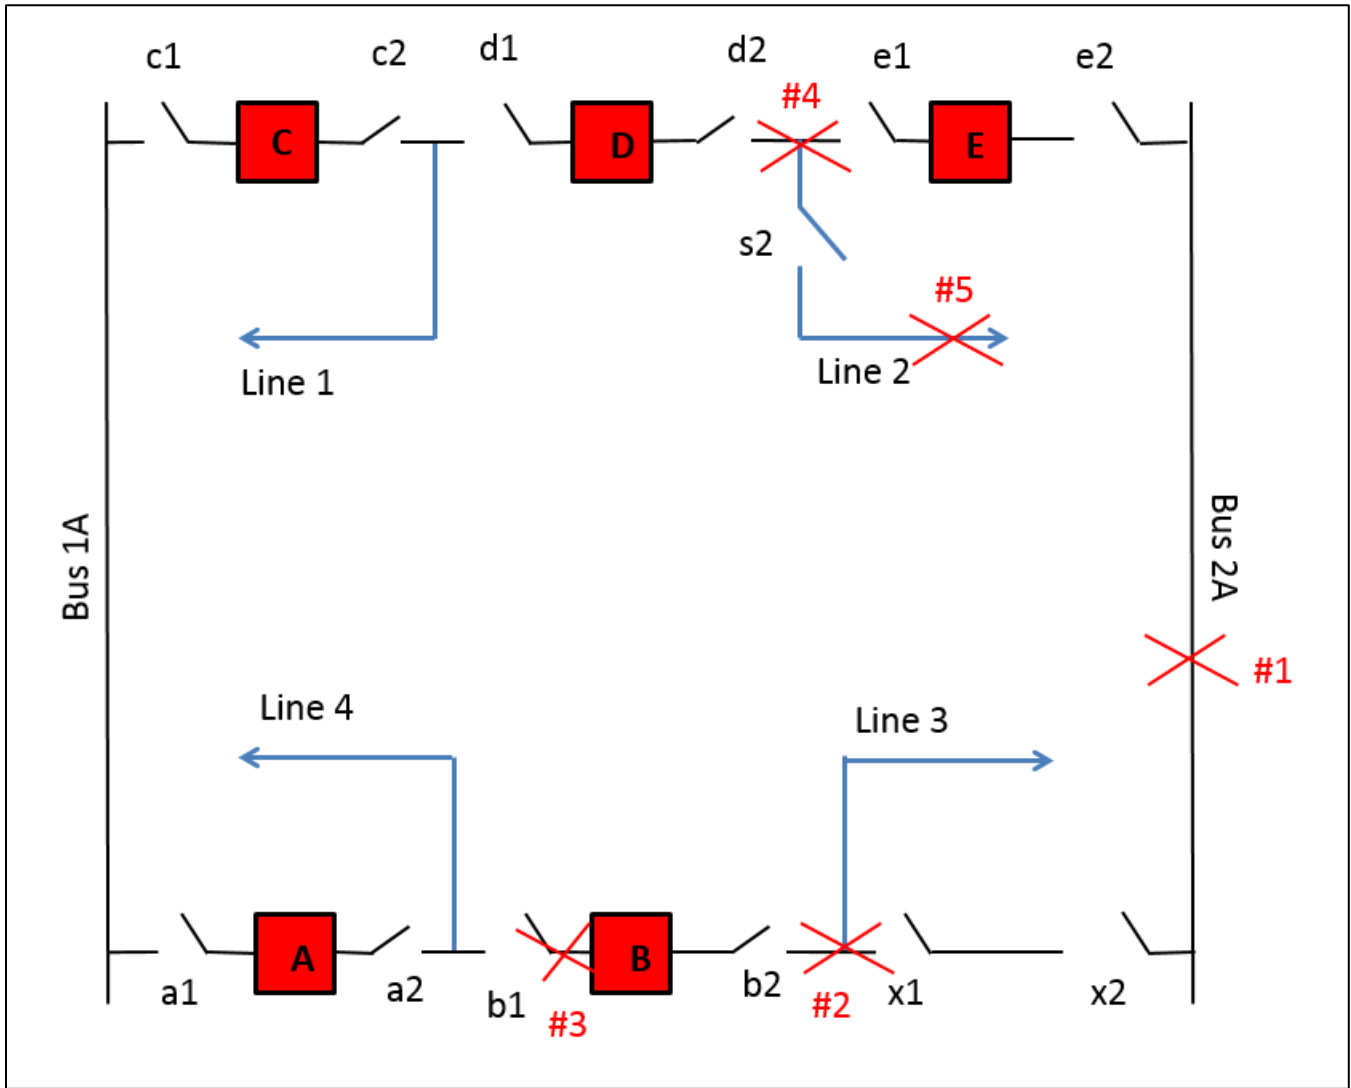 c1
c2
d1
d2
e1
e2
#4
C
D
E
s2
#5
Line 1
Line 2
Bus 1A
Bus 2A
#1
Line 4
Line 3
A
B
a1
a2
b1
#3
b2
#2
x1
x2